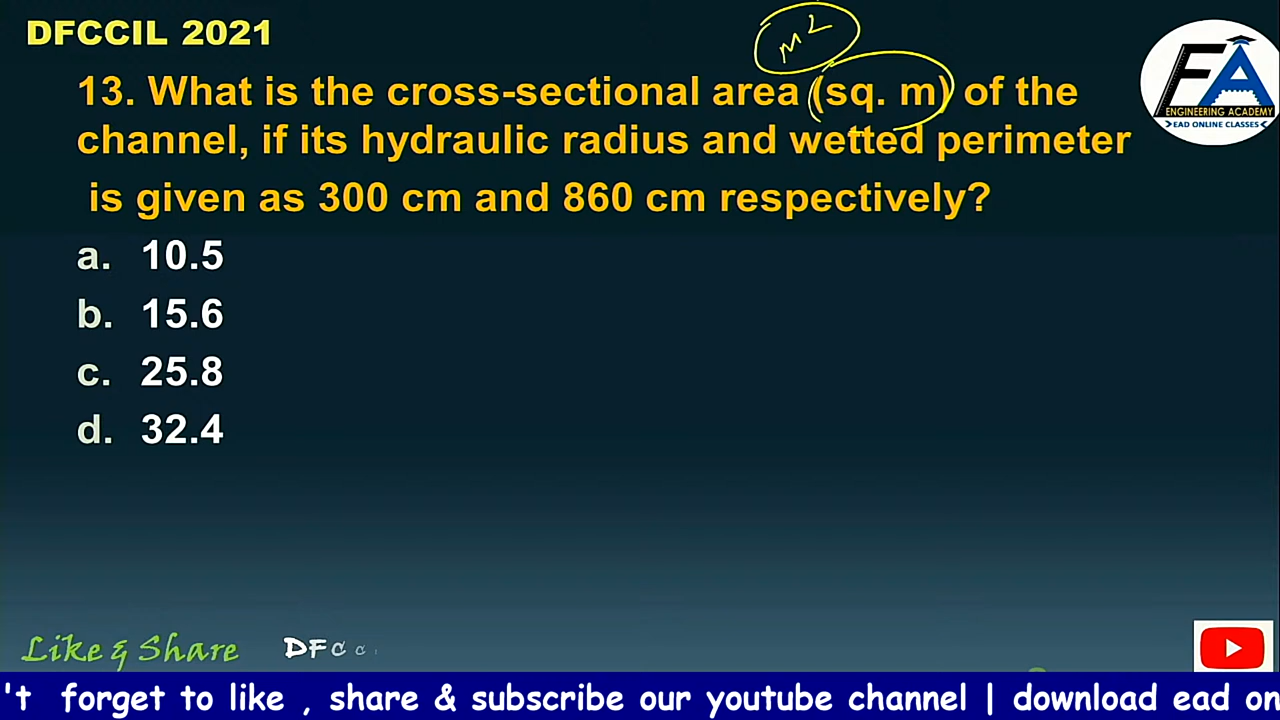 DFCCIL 2021
m²
13. What is the cross-sectional area (sq. m) of the
channel, if its hydraulic radius and wetted perimeter
is given as 300 cm and 860 cm respectively?
a. 10.5
b. 15.6
c. 25.8
d. 32.4
FA
ENGINEERING ACADEMY
EAD ONLINE CLASSES
Like & Share DFCC
't forget to like , share & subscribe our youtube channel | download ead on